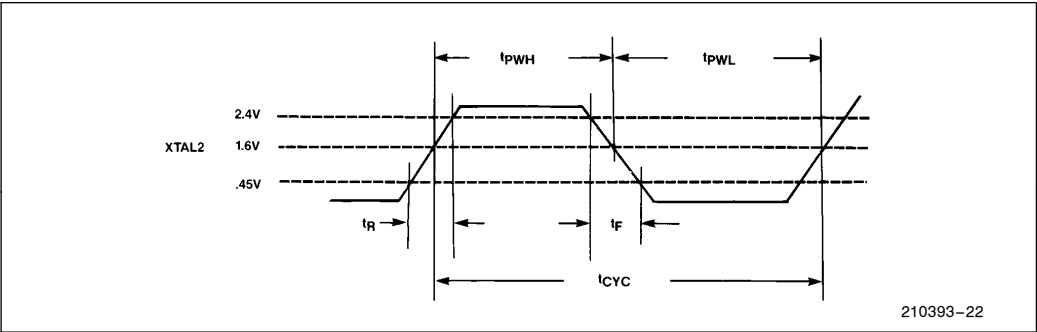 tPWH
tPWL
2.4V
XTAL2
1.6V
.45V
tR
tF
tCYC
210393–22